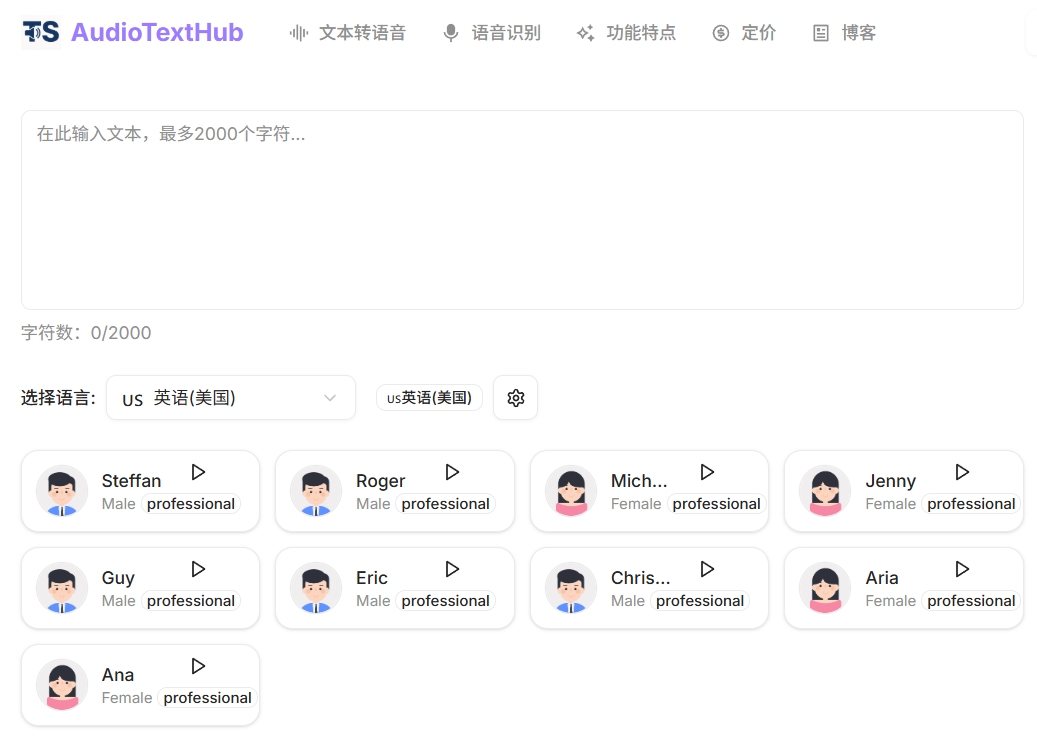 TS AudioTextHub 文本转语音 语音识别 功能特点 定价 博客
在此输入文本，最多2000个字符...
字符数：0/2000
选择语言: US 英语(美国) US英语(美国)
Steffan Roger Mich... Jenny
Male professional Male professional Female professional Female professional
Guy Eric Chris... Aria
Male professional Male professional Male professional Female professional
Ana
Female professional